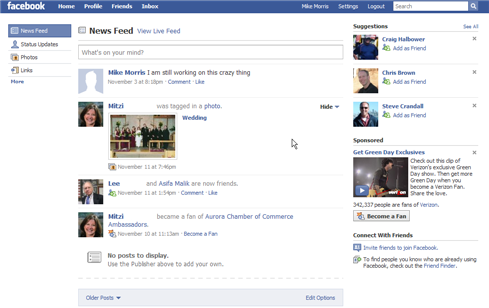 facebook Home Profile Friends Inbox Mike Morris Settings Logout Search
News Feed
Status Updates
Photos
Links
More
News Feed View Live Feed
What's on your mind?
Mike Morris I am still working on this crazy thing
November 3 at 8:18pm · Comment · Like
Mitzi was tagged in a photo. Hide
Wedding
November 11 at 7:46pm
Lee and Asifa Malik are now friends.
November 11 at 1:54pm · Comment · Like
Mitzi became a fan of Aurora Chamber of Commerce
Ambassadors.
November 10 at 11:13am · Become a Fan
No posts to display.
Use the Publisher above to add your own.
Older Posts Edit Options
Suggestions See All
Craig Halbower
Add as Friend
Chris Brown
Add as Friend
Steve Crandall
Add as Friend
Sponsored
Get Green Day Exclusives
Check out this clip of
Verizon's Green Day
show. Then get more
Green Day when you
become a Verizon Fan.
Share the love.
342,337 people are fans of Verizon.
Become a Fan
Connect With Friends
Invite friends to join Facebook.
To find people you know who are already using
Facebook, check out the Friend Finder.